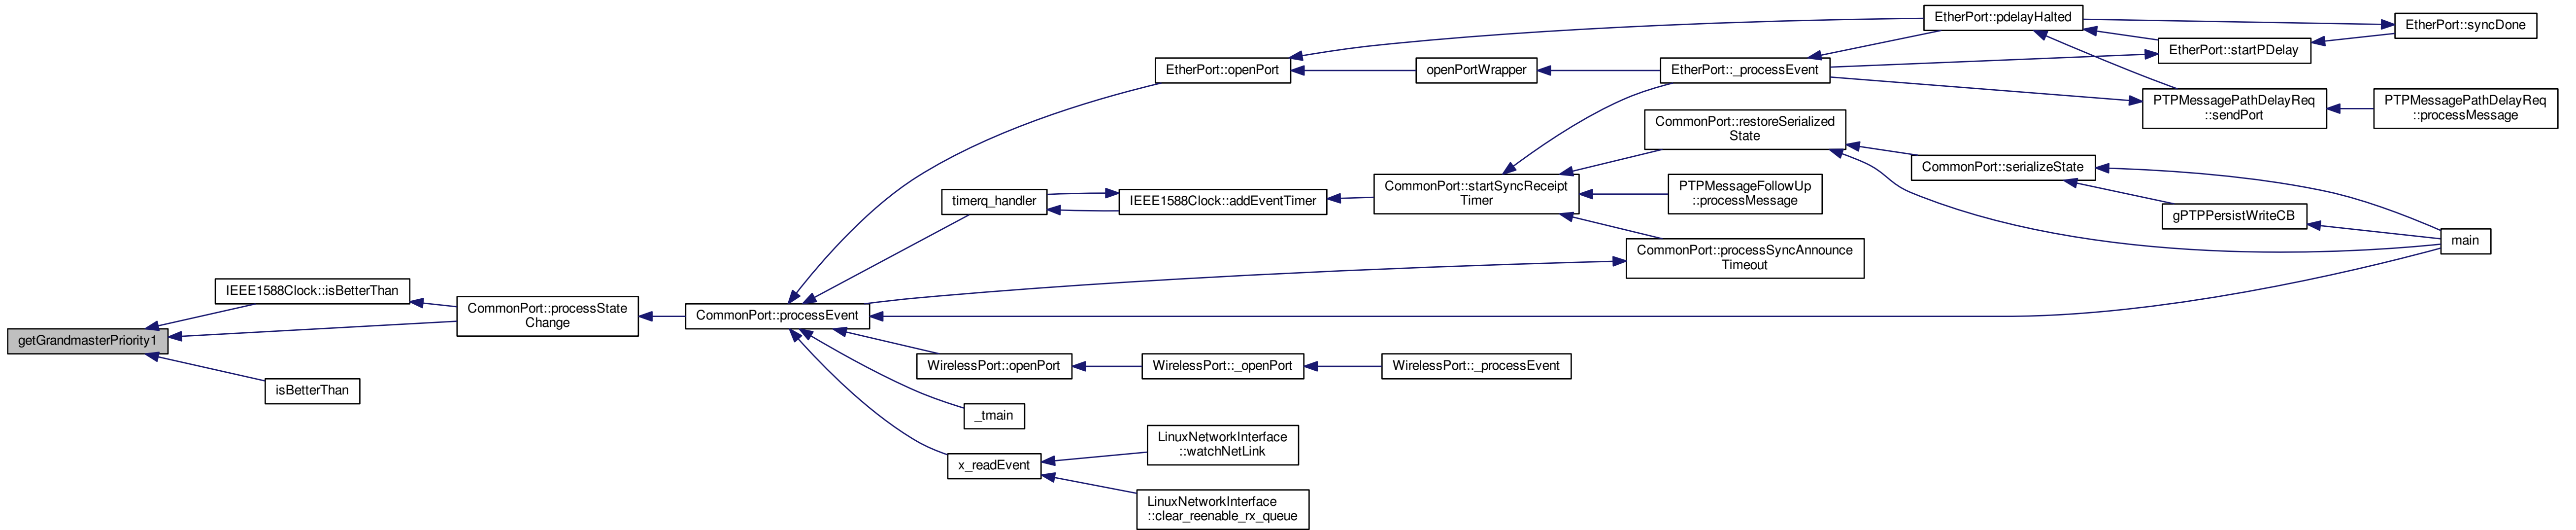 getGrandmasterPriority1
IEEE1588Clock::isBetterThan
CommonPort::processState
Change
isBetterThan
CommonPort::processEvent
EtherPort::openPort
timerq_handler
WirelessPort::openPort
_tmain
x_readEvent
IEEE1588Clock::addEventTimer
WirelessPort::_openPort
LinuxNetworkInterface
::watchNetLink
LinuxNetworkInterface
::clear_reenable_rx_queue
openPortWrapper
CommonPort::startSyncReceipt
Timer
WirelessPort::_processEvent
EtherPort::_processEvent
CommonPort::restoreSerialized
State
PTPMessageFollowUp
::processMessage
CommonPort::processSyncAnnounce
Timeout
EtherPort::pdelayHalted
CommonPort::serializeState
EtherPort::startPDelay
PTPMessagePathDelayReq
::sendPort
gPTPPersistWriteCB
EtherPort::syncDone
PTPMessagePathDelayReq
::processMessage
main